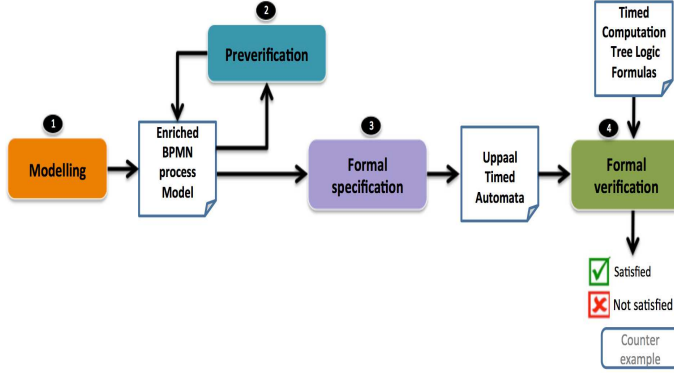 2
Preverification
Timed
Computation
Tree Logic
Formulas
1
Modelling
Enriched
BPMN
process
Model
3
Formal
specification
Uppaal
Timed
Automata
4
Formal
verification
Satisfied
Not satisfied
Counter
example